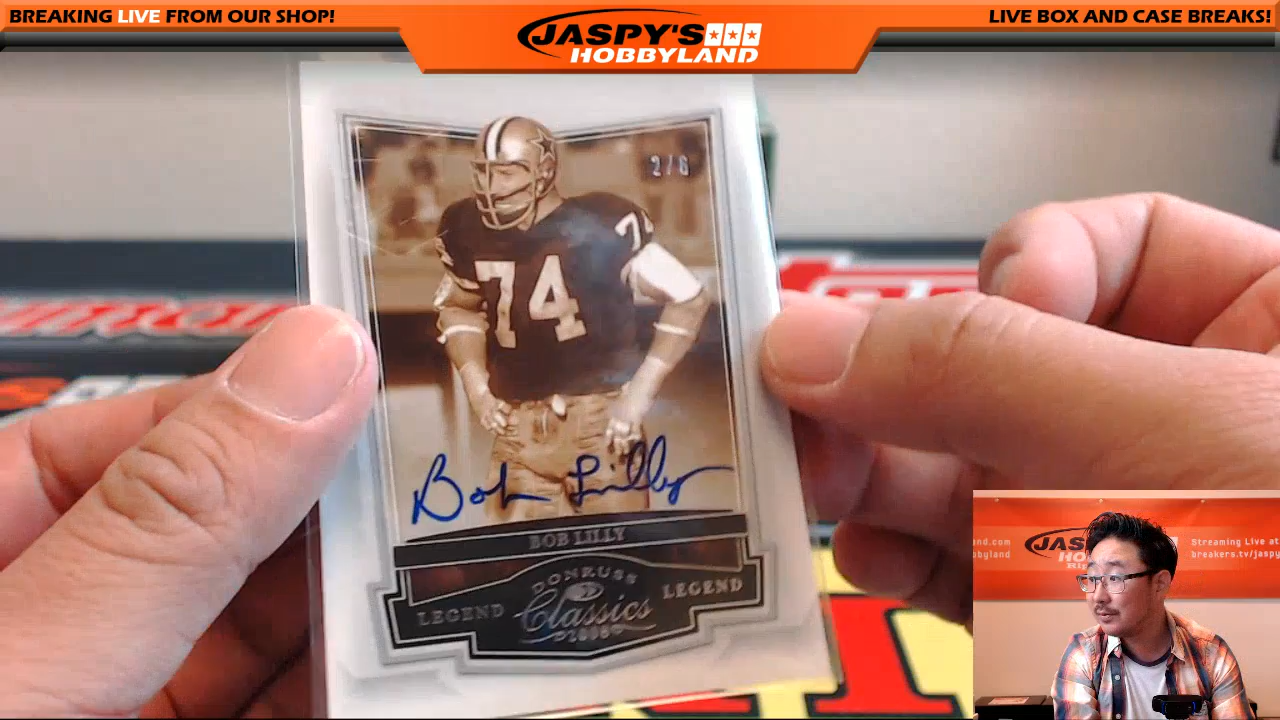 BREAKING LIVE FROM OUR SHOP!
JASPY'S
HOBBYLAND
LIVE BOX AND CASE BREAKS!
2/6
74
74
Bob Lilly
BOB LILLY
DONRUSS
LEGEND Classics LEGEND
JAS
Streaming Live at
breakers.tv/jaspy